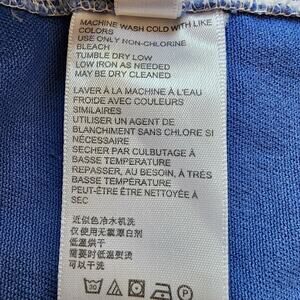 MACHINE WASH COLD WITH LIKE
COLORS
USE ONLY NON-CHLORINE
BLEACH
TUMBLE DRY LOW
LOW IRON AS NEEDED
MAY BE DRY CLEANED
LAVER À LA MACHINE À L'EAU
FROIDE AVEC COULEURS
SIMILAIRES
UTILISER UN AGENT DE
BLANCHIMENT SANS CHLORE SI
NÉCESSAIRE
SECHER PAR CULBUTAGE À
BASSE TEMPÉRATURE
REPASSER, AU BESOIN, À TRÈS
BASSE TEMPÉRATURE
PEUT-ÊTRE ÊTRE NETTOYÉE À
SEC
近似色冷水机洗
仅使用无氯漂白剂
低温烘干
需要时低温熨烫
可以干洗
30 P